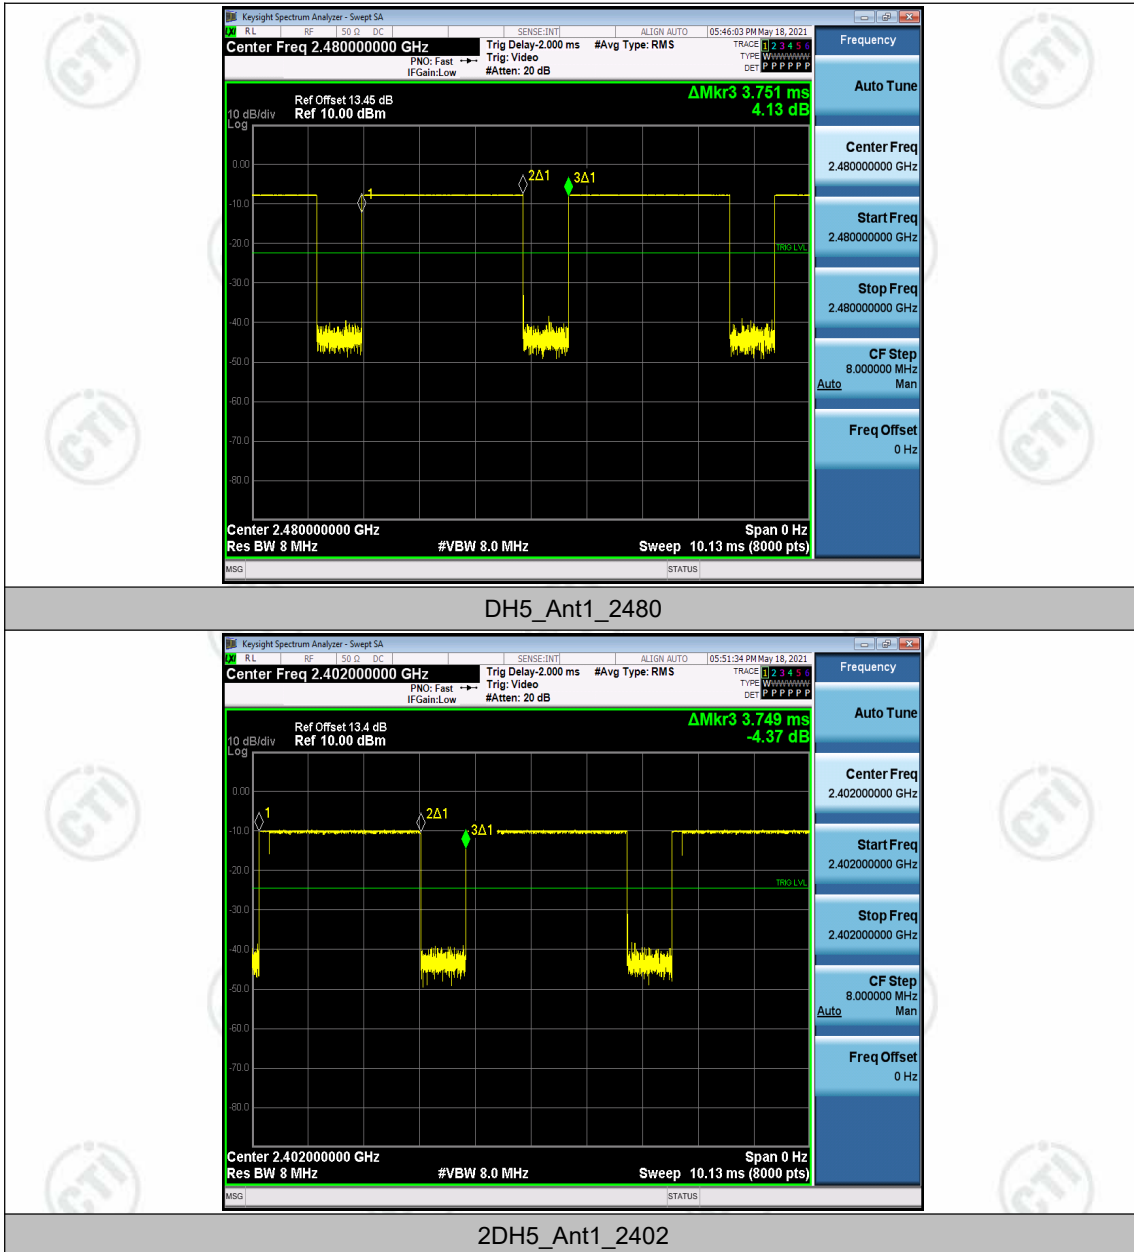 Keysight Spectrum Analyzer - Swept SA
LXI RL RF 50 Ω DC SENSE:INT ALIGN AUTO 05:46:03 PM May 18, 2021
Center Freq 2.480000000 GHz
PNO: Fast
IFGain:Low
Trig Delay-2.000 ms
Trig: Video
#Atten: 20 dB
#Avg Type: RMS
TRACE 1 2 3 4 5 6
TYPE WWWWWW
DET P P P P P P
Frequency
Auto Tune
Center Freq
2.480000000 GHz
Start Freq
2.480000000 GHz
Stop Freq
2.480000000 GHz
CF Step
8.000000 MHz
Auto Man
Freq Offset
0 Hz
ΔMkr3 3.751 ms
4.13 dB
Ref Offset 13.45 dB
10 dB/div Ref 10.00 dBm
Log
0.00
-10.0
-20.0
-30.0
-40.0
-50.0
-60.0
-70.0
-80.0
1
2Δ1
3Δ1
TRIG LVL
Center 2.480000000 GHz Span 0 Hz
Res BW 8 MHz #VBW 8.0 MHz Sweep 10.13 ms (8000 pts)
MSG STATUS
DH5_Ant1_2480
Keysight Spectrum Analyzer - Swept SA
LXI RL RF 50 Ω DC SENSE:INT ALIGN AUTO 05:51:34 PM May 18, 2021
Center Freq 2.402000000 GHz
PNO: Fast
IFGain:Low
Trig Delay-2.000 ms
Trig: Video
#Atten: 20 dB
#Avg Type: RMS
TRACE 1 2 3 4 5 6
TYPE WWWWWW
DET P P P P P P
Frequency
Auto Tune
Center Freq
2.402000000 GHz
Start Freq
2.402000000 GHz
Stop Freq
2.402000000 GHz
CF Step
8.000000 MHz
Auto Man
Freq Offset
0 Hz
ΔMkr3 3.749 ms
-4.37 dB
Ref Offset 13.4 dB
10 dB/div Ref 10.00 dBm
Log
0.00
-10.0
-20.0
-30.0
-40.0
-50.0
-60.0
-70.0
-80.0
1
2Δ1
3Δ1
TRIG LVL
Center 2.402000000 GHz Span 0 Hz
Res BW 8 MHz #VBW 8.0 MHz Sweep 10.13 ms (8000 pts)
MSG STATUS
2DH5_Ant1_2402
CTI
CTI
CTI
CTI
CTI
CTI
CTI
CTI